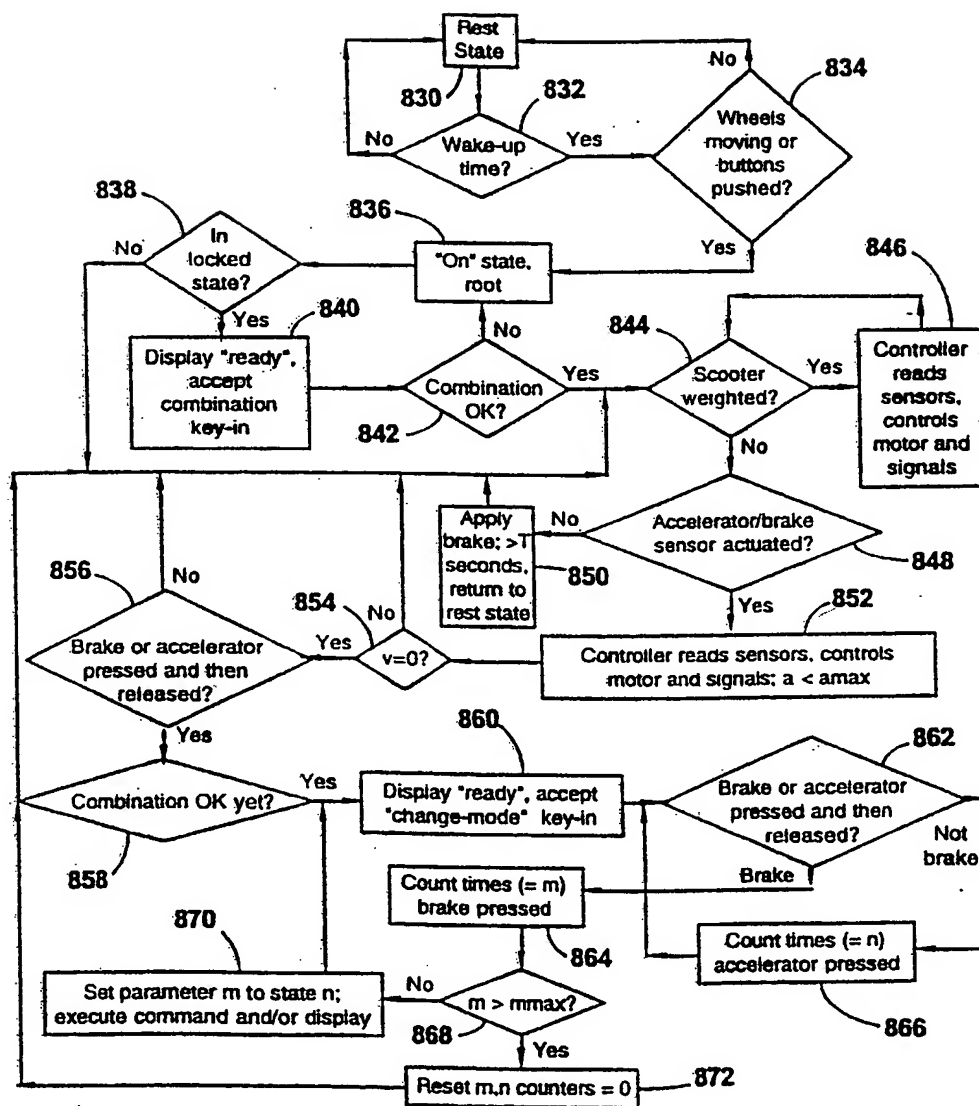 Rest
State
830
832
834
No
No
Wake-up
time?
Yes
Wheels
moving or
buttons
pushed?
Yes
838
836
846
No
In
locked
state?
"On" state,
root
Yes
840
No
844
Display "ready",
accept
combination
key-in
Combination
OK?
842
Yes
Scooter
weighted?
Yes
Controller
reads
sensors,
controls
motor and
signals
No
Apply
brake; >T
seconds,
return to
rest state
850
No
Accelerator/brake
sensor actuated?
848
Yes
852
856
No
854
No
Brake or accelerator
pressed and then
released?
Yes
v=0?
Controller reads sensors, controls
motor and signals; a < amax
Yes
860
862
Combination OK yet?
858
Yes
Display "ready", accept
"change-mode" key-in
Brake or accelerator
pressed and then
released?
Not
brake
Brake
Count times (= m)
brake pressed
864
870
Count times (= n)
accelerator pressed
866
Set parameter m to state n;
execute command and/or display
No
m > mmax?
868
Yes
Reset m,n counters = 0
872